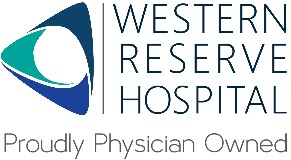 WESTERN
RESERVE
HOSPITAL
Proudly Physician Owned